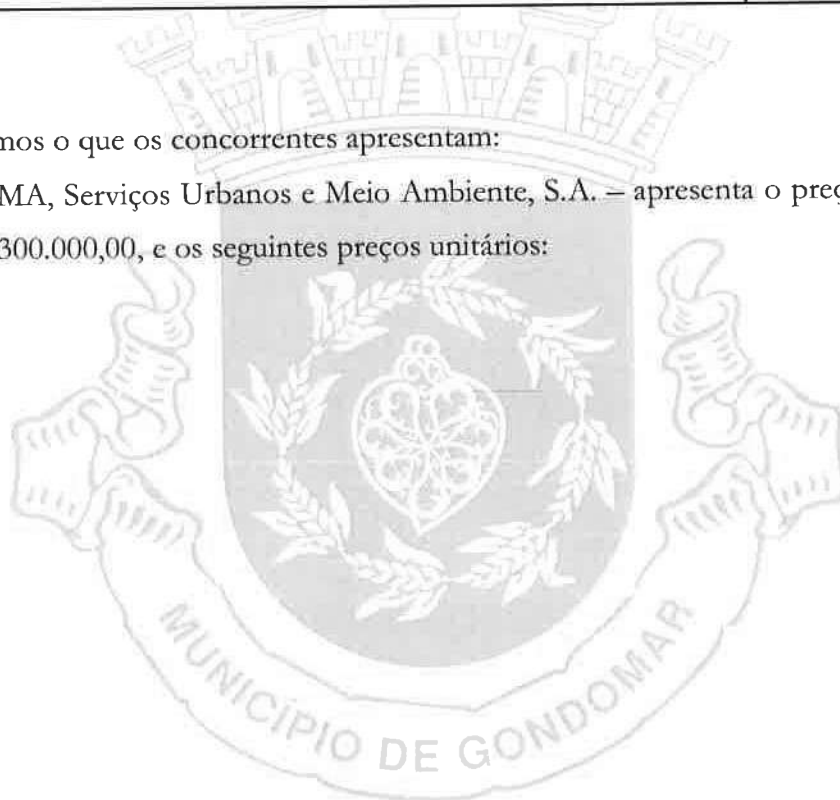 mos o que os concorrentes apresentam:
MA, Serviços Urbanos e Meio Ambiente, S.A. – apresenta o preç
300.000,00, e os seguintes preços unitários:
MUNICÍPIO DE GONDOMAR